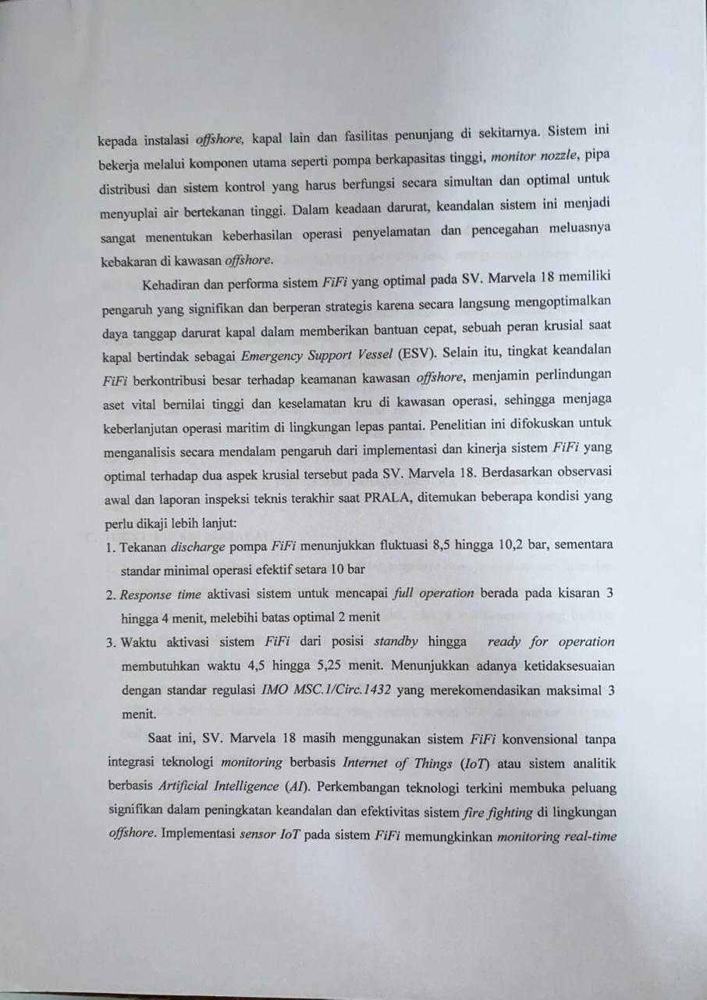 kepada instalasi offshore, kapal lain dan fasilitas penunjang di sekitarnya. Sistem ini
bekerja melalui komponen utama seperti pompa berkapasitas tinggi, monitor nozzle, pipa
distribusi dan sistem kontrol yang harus berfungsi secara simultan dan optimal untuk
menyuplai air bertekanan tinggi. Dalam keadaan darurat, keandalan sistem ini menjadi
sangat menentukan keberhasilan operasi penyelamatan dan pencegahan meluasnya
kebakaran di kawasan offshore.
Kehadiran dan performa sistem FiFi yang optimal pada SV. Marvela 18 memiliki
pengaruh yang signifikan dan berperan strategis karena secara langsung mengoptimalkan
daya tanggap darurat kapal dalam memberikan bantuan cepat, sebuah peran krusial saat
kapal bertindak sebagai Emergency Support Vessel (ESV). Selain itu, tingkat keandalan
FiFi berkontribusi besar terhadap keamanan kawasan offshore, menjamin perlindungan
aset vital bernilai tinggi dan keselamatan kru di kawasan operasi, sehingga menjaga
keberlanjutan operasi maritim di lingkungan lepas pantai. Penelitian ini difokuskan untuk
menganalisis secara mendalam pengaruh dari implementasi dan kinerja sistem FiFi yang
optimal terhadap dua aspek krusial tersebut pada SV. Marvela 18. Berdasarkan observasi
awal dan laporan inspeksi teknis terakhir saat PRALA, ditemukan beberapa kondisi yang
perlu dikaji lebih lanjut:
1. Tekanan discharge pompa FiFi menunjukkan fluktuasi 8,5 hingga 10,2 bar, sementara
standar minimal operasi efektif setara 10 bar
2. Response time aktivasi sistem untuk mencapai full operation berada pada kisaran 3
hingga 4 menit, melebihi batas optimal 2 menit
3. Waktu aktivasi sistem FiFi dari posisi standby hingga ready for operation
membutuhkan waktu 4,5 hingga 5,25 menit. Menunjukkan adanya ketidaksesuaian
dengan standar regulasi IMO MSC.1/Circ.1432 yang merekomendasikan maksimal 3
menit.
Saat ini, SV. Marvela 18 masih menggunakan sistem FiFi konvensional tanpa
integrasi teknologi monitoring berbasis Internet of Things (IoT) atau sistem analitik
berbasis Artificial Intelligence (AI). Perkembangan teknologi terkini membuka peluang
signifikan dalam peningkatan keandalan dan efektivitas sistem fire fighting di lingkungan
offshore. Implementasi sensor IoT pada sistem FiFi memungkinkan monitoring real-time